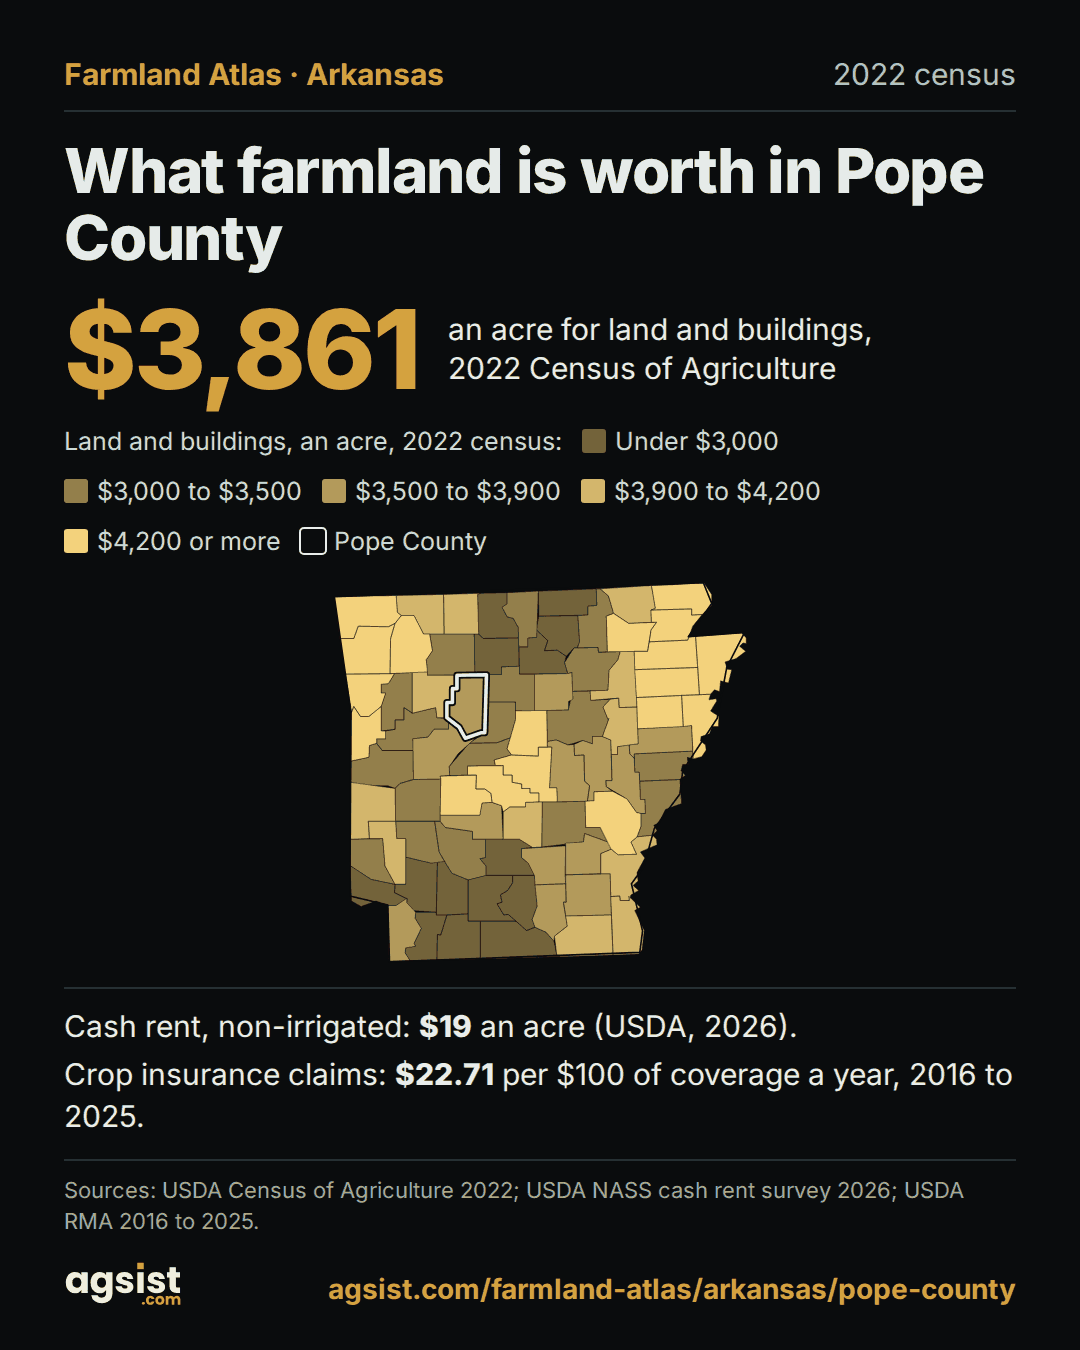 Farmland Atlas · Arkansas
2022 census
What farmland is worth in Pope
County
$3,861
an acre for land and buildings,
2022 Census of Agriculture
Land and buildings, an acre, 2022 census:
Under $3,000
$3,000 to $3,500
$3,500 to $3,900
$3,900 to $4,200
$4,200 or more
Pope County
Cash rent, non-irrigated: $19 an acre (USDA, 2026).
Crop insurance claims: $22.71 per $100 of coverage a year, 2016 to
2025.
Sources: USDA Census of Agriculture 2022; USDA NASS cash rent survey 2026; USDA
RMA 2016 to 2025.
agsist
.com
agsist.com/farmland-atlas/arkansas/pope-county